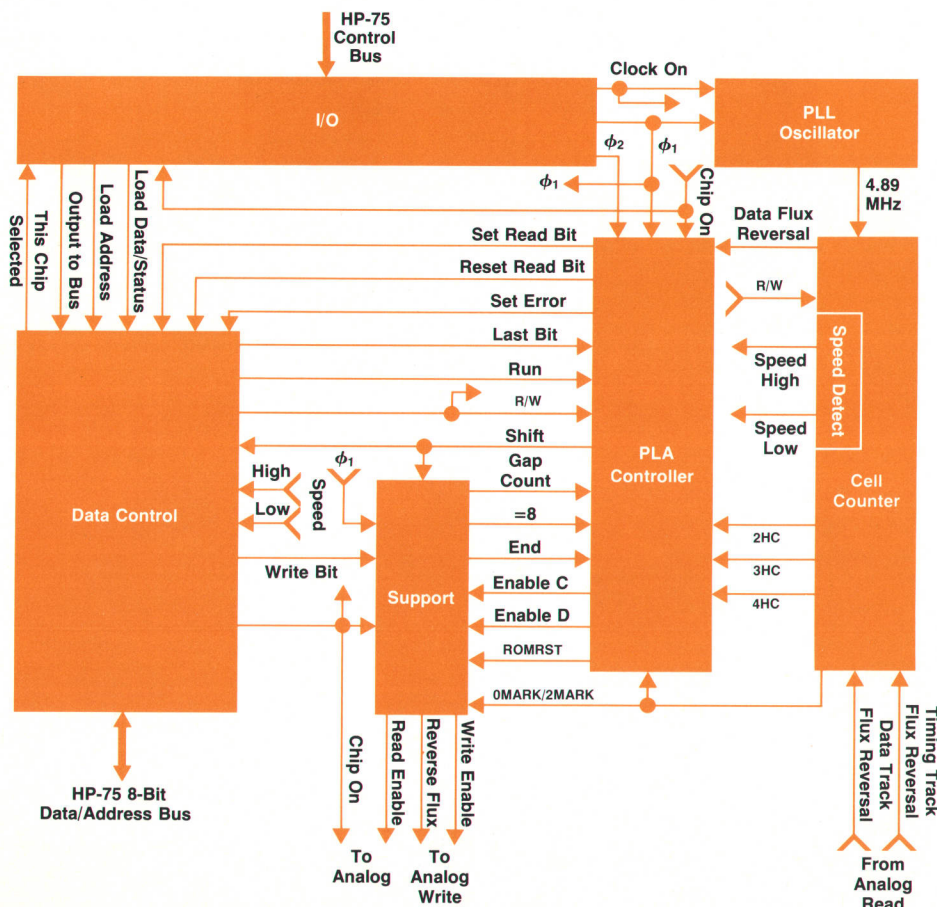 HP-75
Control
Bus
Clock On
I/O
PLL
Oscillator
ϕ2
ϕ1
ϕ1
Chip On
4.89
MHz
This Chip
Selected
Output to Bus
Load Address
Load Data/Status
Data Flux
Reversal
Set Read Bit
Reset Read Bit
R/W
Set Error
Last Bit
Speed
High
Speed Detect
Run
R/W
Speed
Low
Shift
ϕ1
Gap
Count
PLA
Controller
Cell
Counter
High
Speed
Low
Data Control
=8
2HC
End
3HC
Write Bit
Enable C
4HC
Support
Enable D
ROMRST
0MARK/2MARK
Chip On
Read Enable
Reverse Flux
Write Enable
Data Track
Flux Reversal
Timing Track
Flux Reversal
HP-75 8-Bit
Data/Address Bus
To
Analog
To
Analog
Write
From
Analog
Read